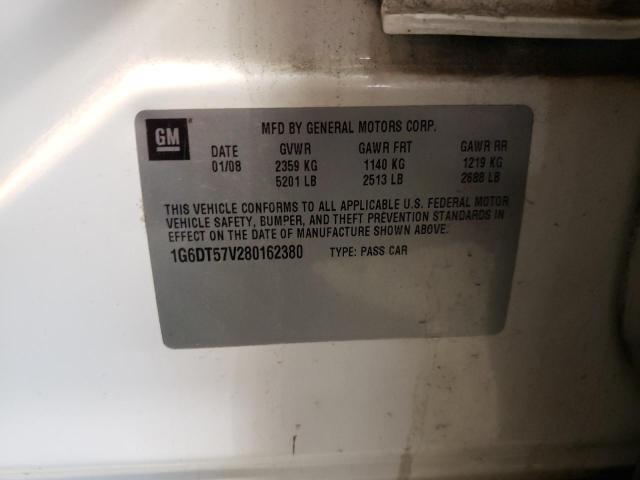 GM
MFD BY GENERAL MOTORS CORP.
DATE GVWR GAWR FRT GAWR RR
01/08 2359 KG 1140 KG 1219 KG
5201 LB 2513 LB 2688 LB
THIS VEHICLE CONFORMS TO ALL APPLICABLE U.S. FEDERAL MOTOR
VEHICLE SAFETY, BUMPER, AND THEFT PREVENTION STANDARDS IN
EFFECT ON THE DATE OF MANUFACTURE SHOWN ABOVE.
1G6DT57V280162380 TYPE: PASS CAR